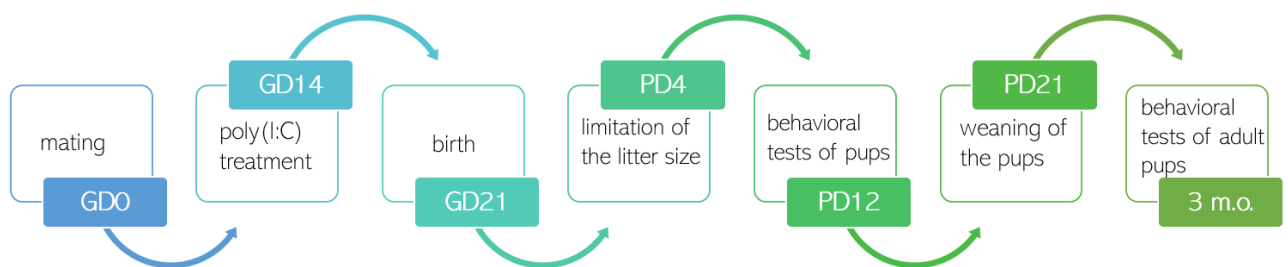 mating
GD0
GD14
poly(I:C)
treatment
birth
GD21
PD4
limitation of
the litter size
behavioral
tests of pups
PD12
PD21
weaning of
the pups
behavioral
tests of adult
pups
3 m.o.